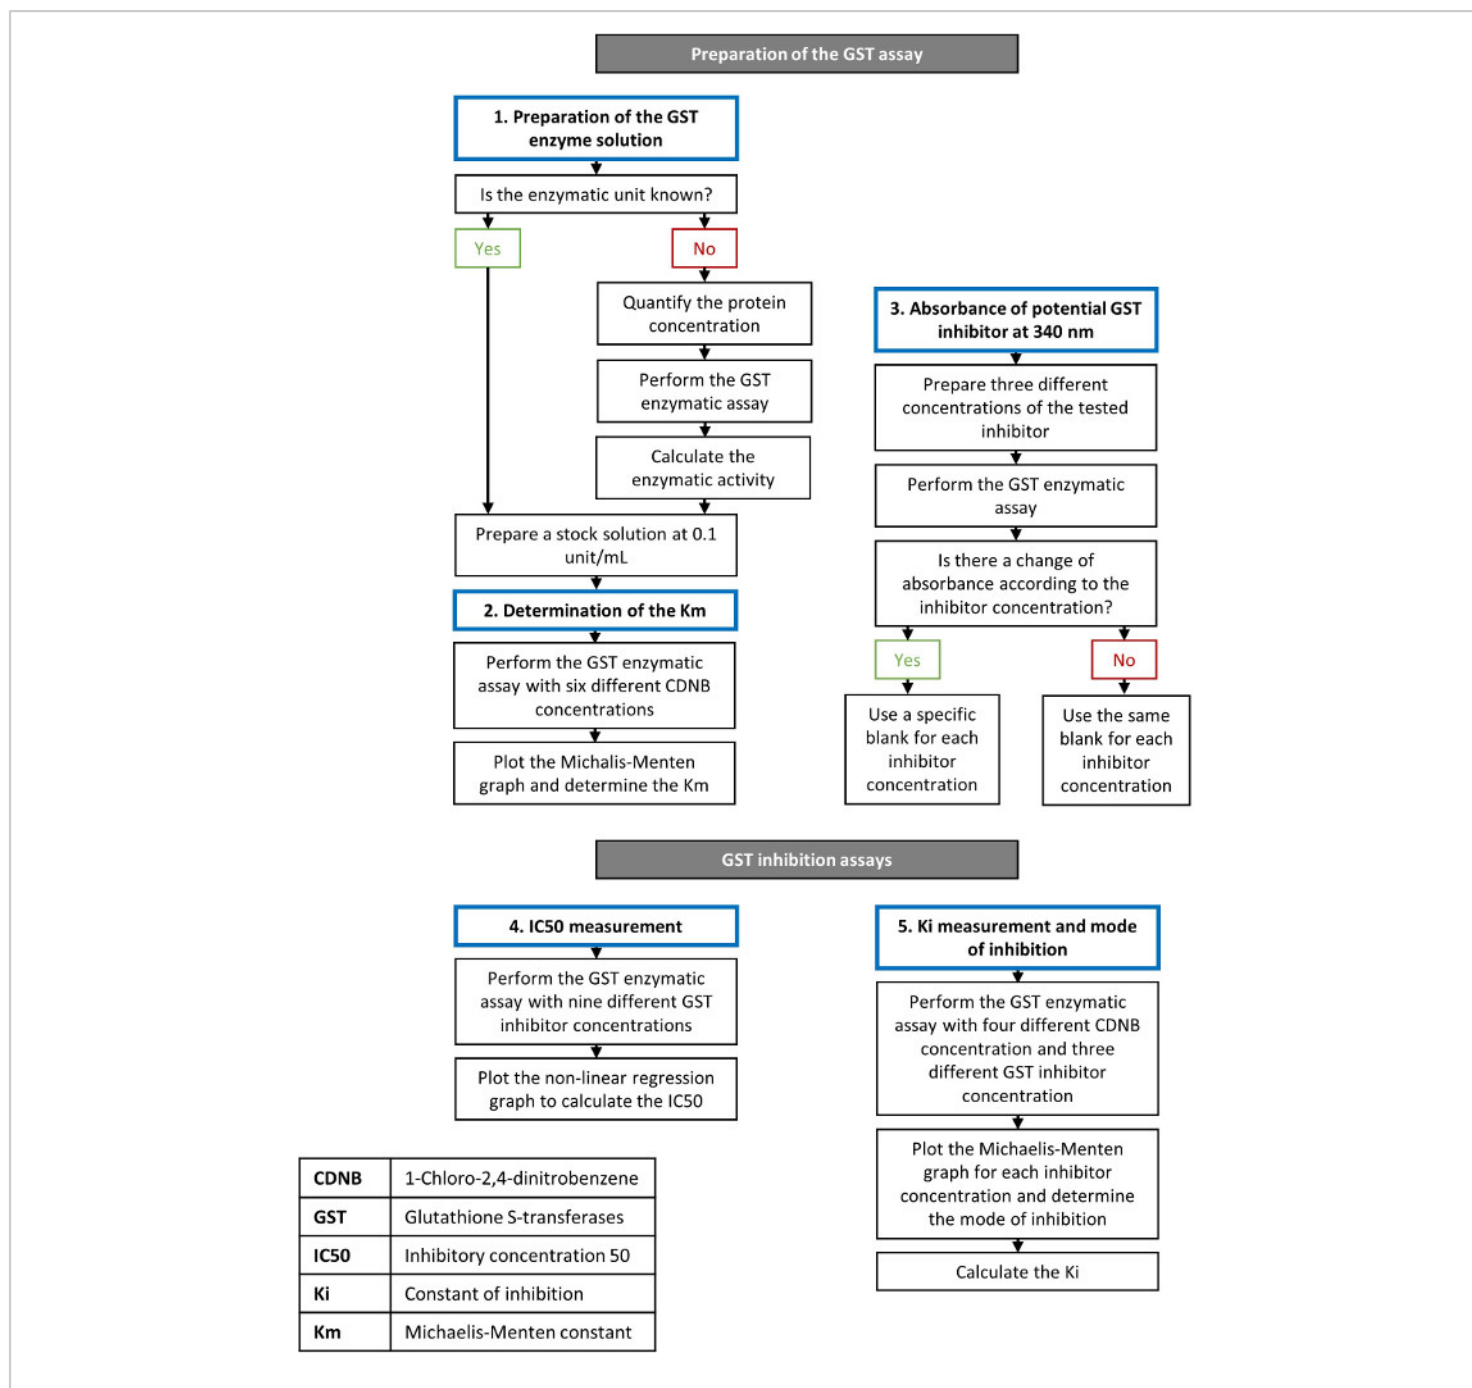 Preparation of the GST assay
1. Preparation of the GST
enzyme solution
Is the enzymatic unit known?
Yes
No
Quantify the protein
concentration
Perform the GST
enzymatic assay
Calculate the
enzymatic activity
Prepare a stock solution at 0.1
unit/mL
2. Determination of the Km
Perform the GST enzymatic
assay with six different CDNB
concentrations
Plot the Michalis-Menten
graph and determine the Km
3. Absorbance of potential GST
inhibitor at 340 nm
Prepare three different
concentrations of the tested
inhibitor
Perform the GST enzymatic
assay
Is there a change of
absorbance according to the
inhibitor concentration?
Yes
No
Use a specific
blank for each
inhibitor
concentration
Use the same
blank for each
inhibitor
concentration
GST inhibition assays
4. IC50 measurement
Perform the GST enzymatic
assay with nine different GST
inhibitor concentrations
Plot the non-linear regression
graph to calculate the IC50
5. Ki measurement and mode
of inhibition
Perform the GST enzymatic
assay with four different CDNB
concentration and three
different GST inhibitor
concentration
Plot the Michaelis-Menten
graph for each inhibitor
concentration and determine
the mode of inhibition
Calculate the Ki
CDNB 1-Chloro-2,4-dinitrobenzene
GST Glutathione S-transferases
IC50 Inhibitory concentration 50
Ki Constant of inhibition
Km Michaelis-Menten constant